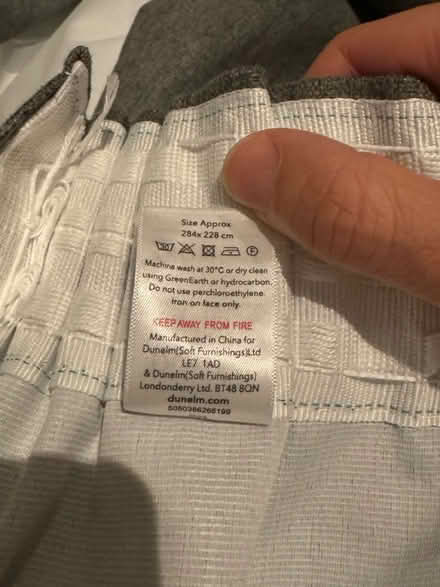 Size Approx
284x 228 cm
Machine wash at 30°C or dry clean
using GreenEarth or hydrocarbon.
Do not use perchloroethylene.
Iron on face only.
KEEP AWAY FROM FIRE
Manufactured in China for
Dunelm(Soft Furnishings)Ltd
LE7 1AD
& Dunelm(Soft Furnishings)
Londonderry Ltd. BT48 8QN
dunelm.com